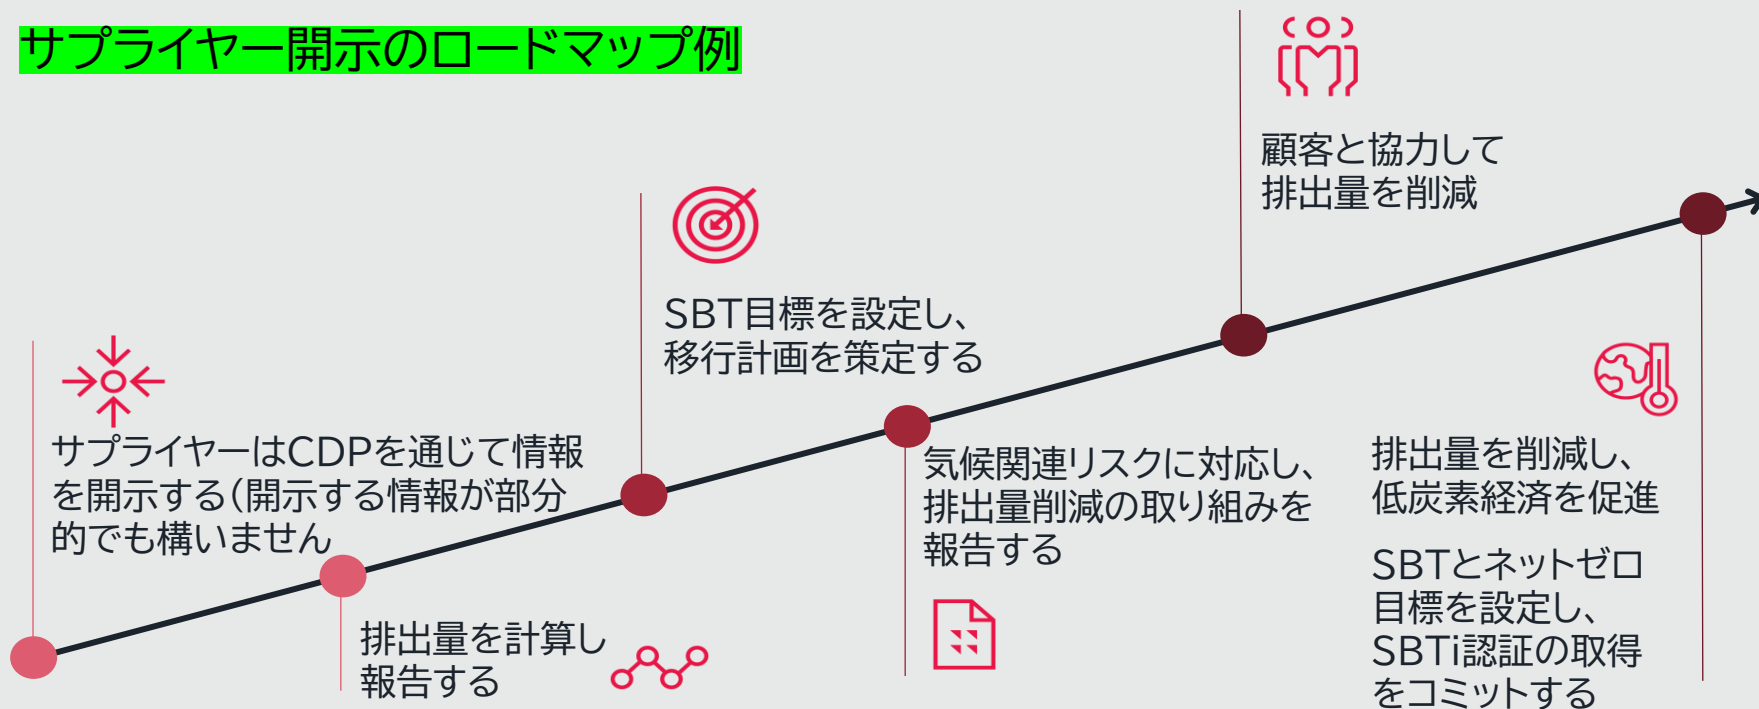 サプライヤー開示のロードマップ例
サプライヤーはCDPを通じて情報
を開示する(開示する情報が部分
的でも構いません
排出量を計算し
報告する
SBT目標を設定し、
移行計画を策定する
気候関連リスクに対応し、
排出量削減の取り組みを
報告する
顧客と協力して
排出量を削減
排出量を削減し、
低炭素経済を促進
SBTとネットゼロ
目標を設定し、
SBTi認証の取得
をコミットする